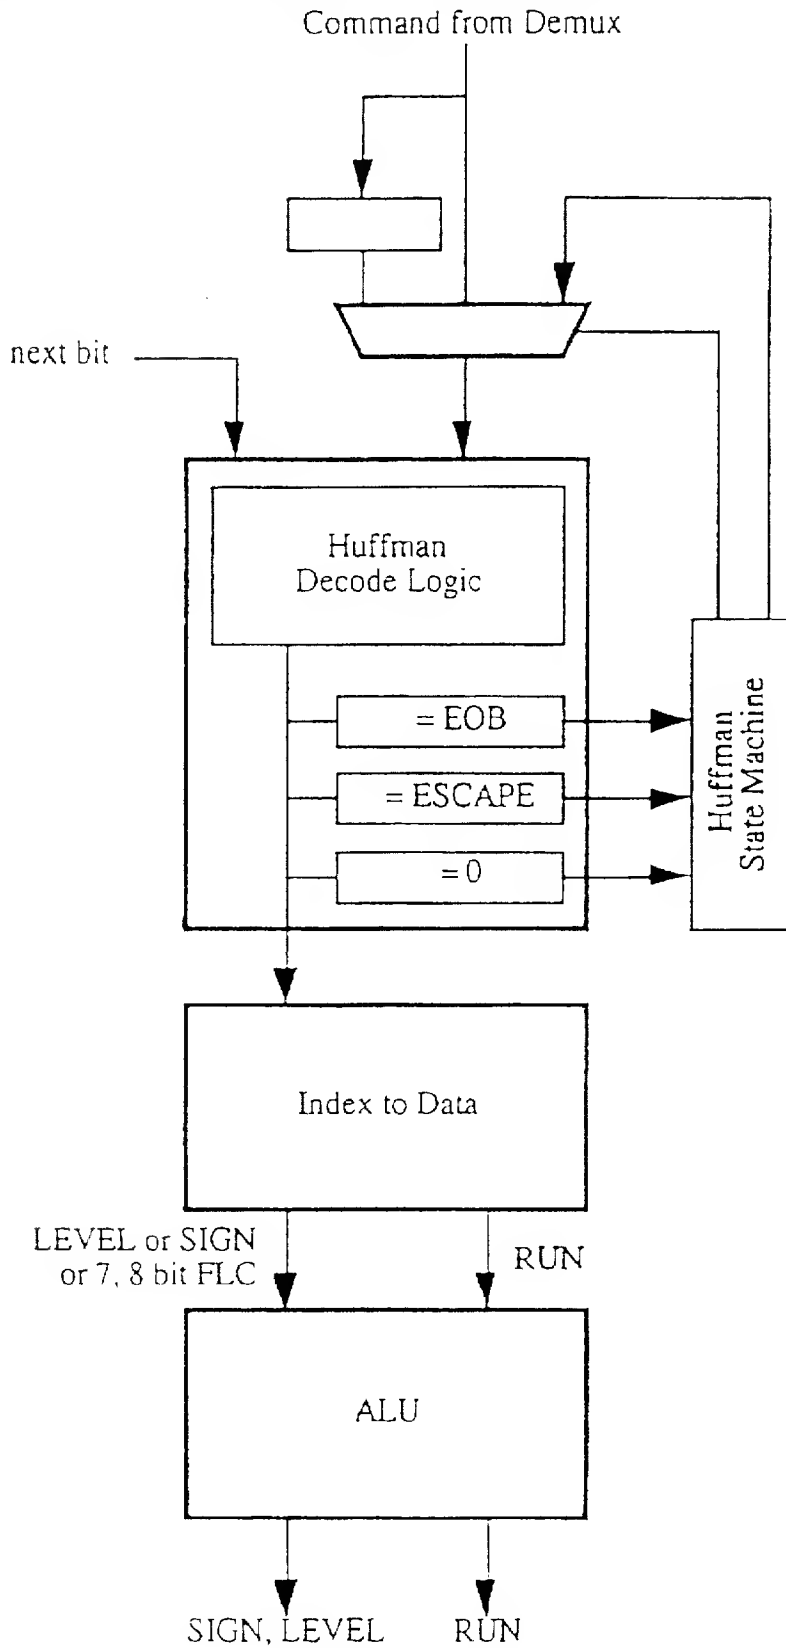 Command from Demux
next bit
Huffman
Decode Logic
= EOB
= ESCAPE
= 0
Huffman
State Machine
Index to Data
LEVEL or SIGN
or 7, 8 bit FLC
RUN
ALU
SIGN, LEVEL
RUN